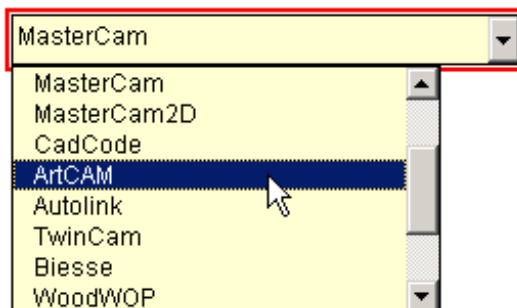 MasterCam
MasterCam
MasterCam2D
CadCode
ArtCAM
Autolink
TwinCam
Biesse
WoodWOP